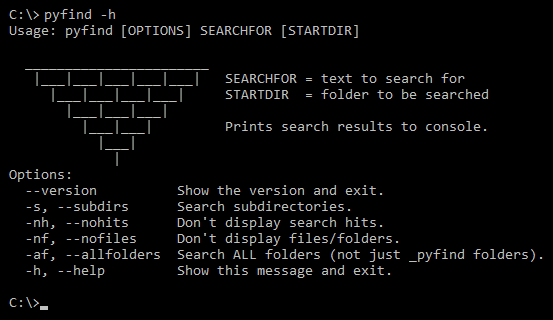 C:\> pyfind -h
Usage: pyfind [OPTIONS] SEARCHFOR [STARTDIR]
SEARCHFOR = text to search for
STARTDIR  = folder to be searched
Prints search results to console.
Options:
--version          Show the version and exit.
-s, --subdirs      Search subdirectories.
-nh, --nohits      Don't display search hits.
-nf, --nofiles     Don't display files/folders.
-af, --allfolders  Search ALL folders (not just _pyfind folders).
-h, --help         Show this message and exit.
C:\>_